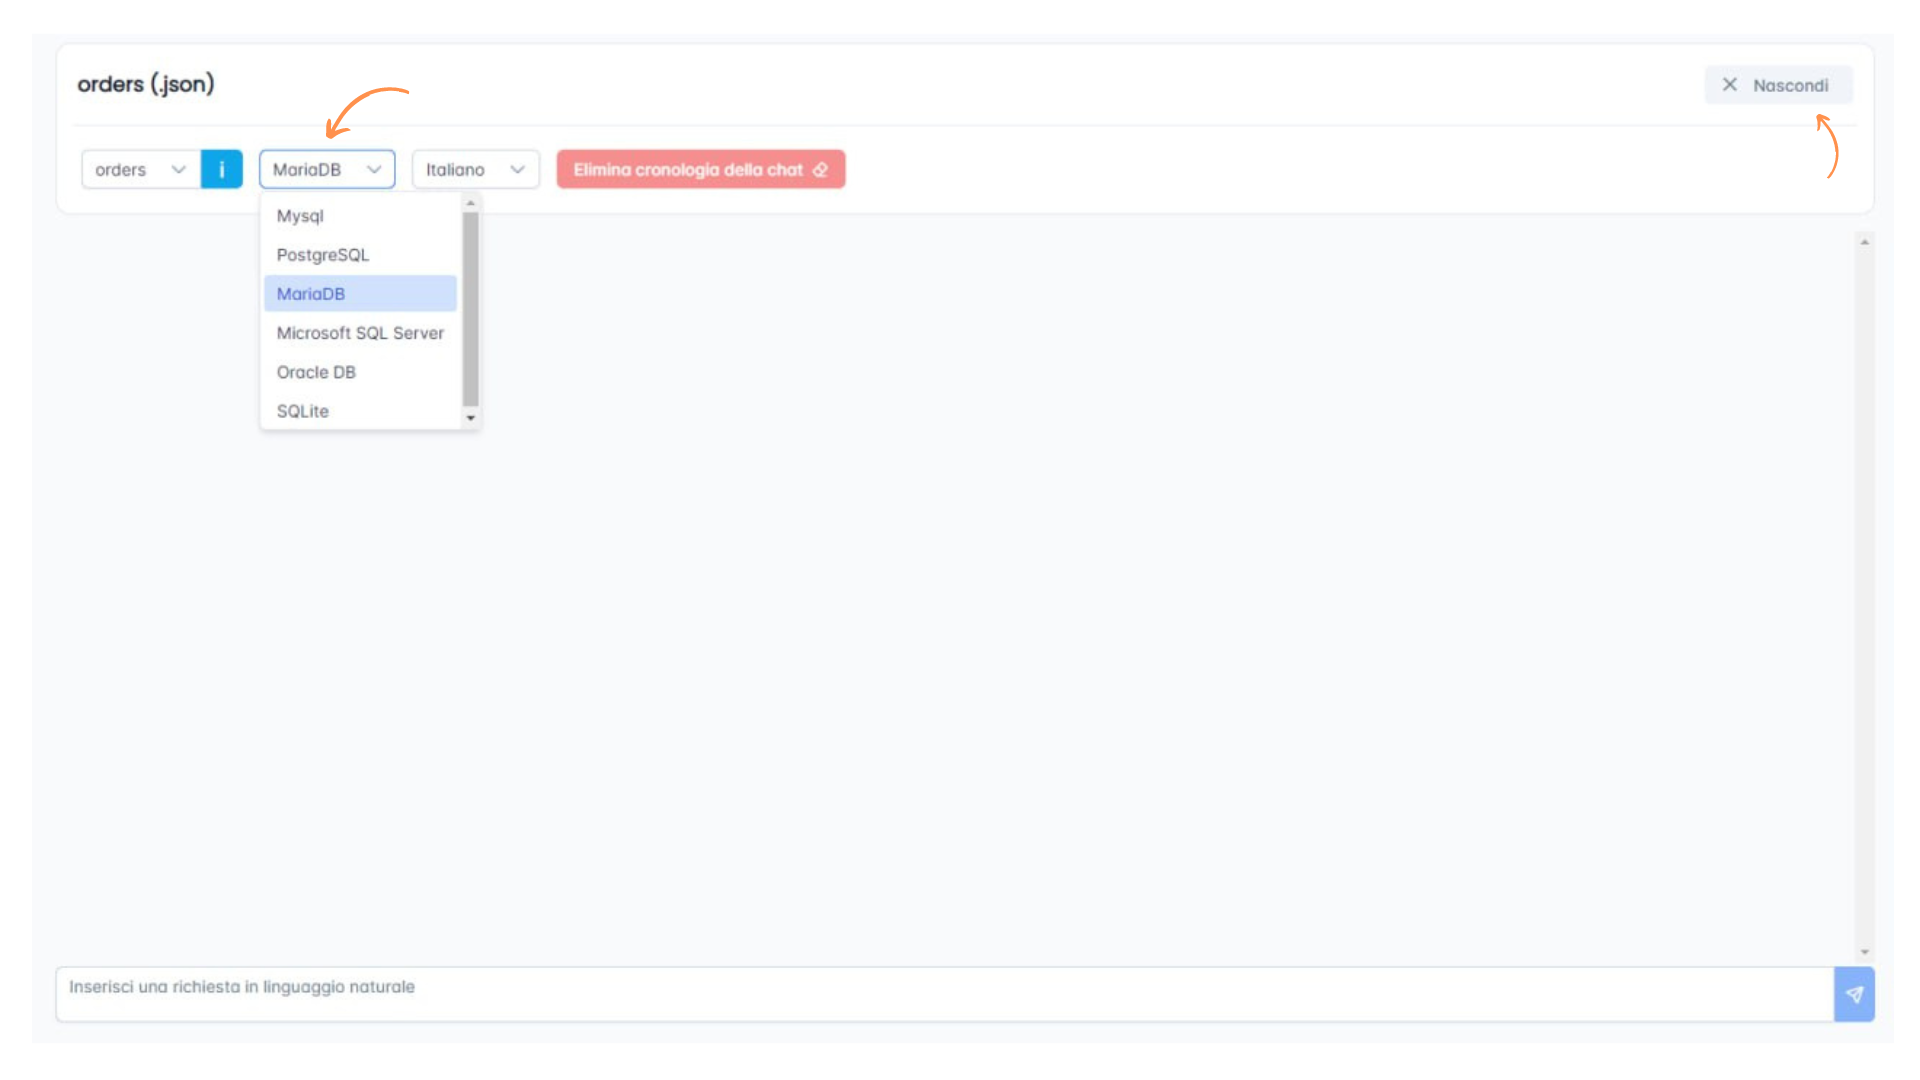 orders (.json)
Nascondi
orders
i
MariaDB
Italiano
Elimina cronologia della chat
Mysql
PostgreSQL
MariaDB
Microsoft SQL Server
Oracle DB
SQLite
Inserisci una richiesta in linguaggio naturale